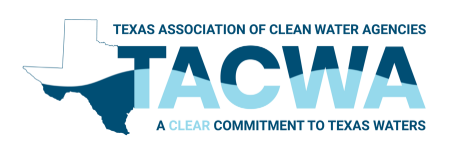 TEXAS ASSOCIATION OF CLEAN WATER AGENCIES
TACWA
A CLEAR COMMITMENT TO TEXAS WATERS